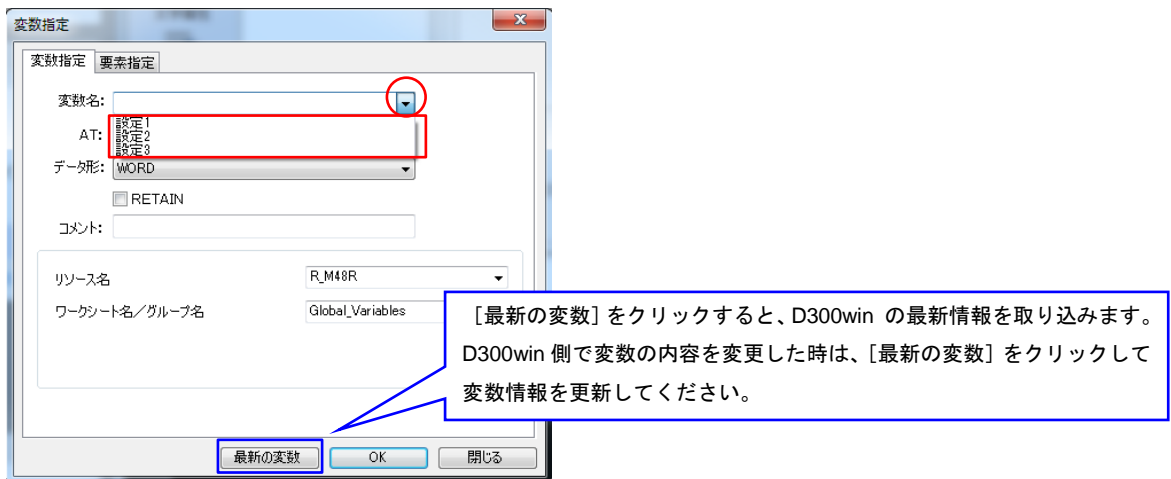 変数指定
変数指定 要素指定
変数名:
設定1
AT: 設定2
設定3
データ形: WORD
RETAIN
コメント:
リソース名 R_M48R
ワークシート名／グループ名 Global_Variables
［最新の変数］をクリックすると、D300win の最新情報を取り込みます。
D300win 側で変数の内容を変更した時は、［最新の変数］をクリックして
変数情報を更新してください。
最新の変数 OK 閉じる